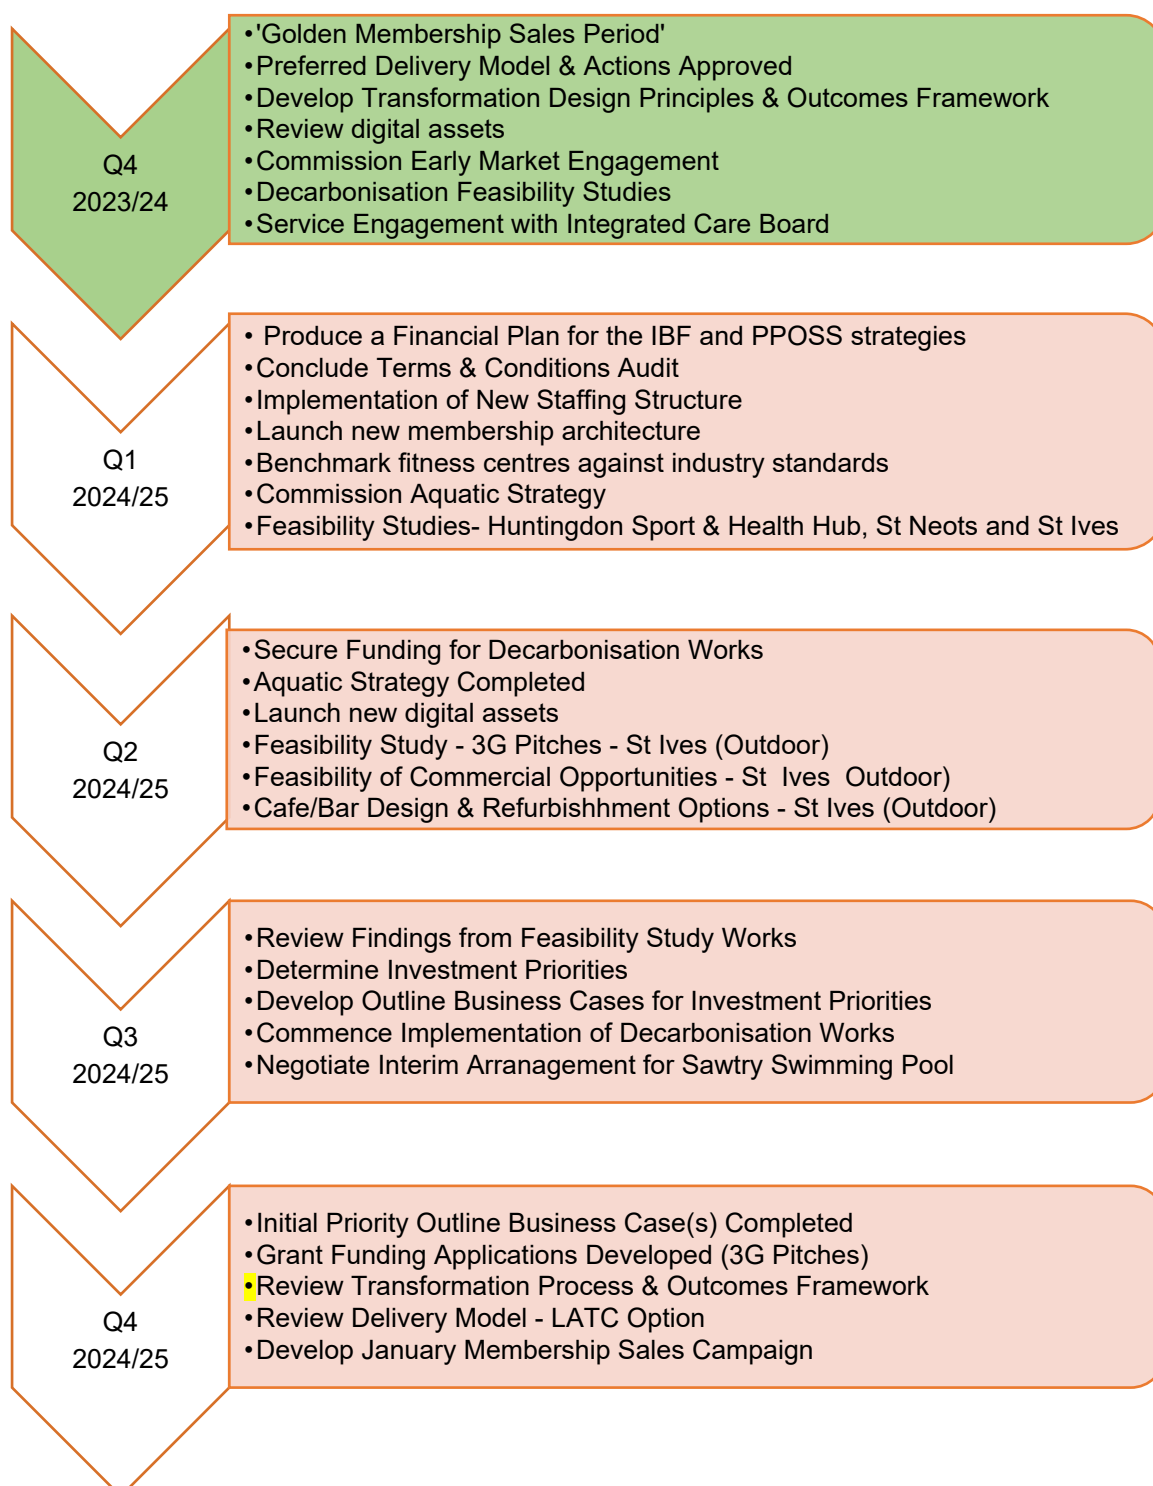 Q4
2023/24
•'Golden Membership Sales Period'
•Preferred Delivery Model & Actions Approved
•Develop Transformation Design Principles & Outcomes Framework
•Review digital assets
•Commission Early Market Engagement
•Decarbonisation Feasibility Studies
•Service Engagement with Integrated Care Board
Q1
2024/25
• Produce a Financial Plan for the IBF and PPOSS strategies
•Conclude Terms & Conditions Audit
•Implementation of New Staffing Structure
•Launch new membership architecture
•Benchmark fitness centres against industry standards
•Commission Aquatic Strategy
•Feasibility Studies- Huntingdon Sport & Health Hub, St Neots and St Ives
Q2
2024/25
•Secure Funding for Decarbonisation Works
•Aquatic Strategy Completed
•Launch new digital assets
•Feasibility Study - 3G Pitches - St Ives (Outdoor)
•Feasibility of Commercial Opportunities - St  Ives  Outdoor)
•Cafe/Bar Design & Refurbishhment Options - St Ives (Outdoor)
Q3
2024/25
•Review Findings from Feasibility Study Works
•Determine Investment Priorities
•Develop Outline Business Cases for Investment Priorities
•Commence Implementation of Decarbonisation Works
•Negotiate Interim Arranagement for Sawtry Swimming Pool
Q4
2024/25
•Initial Priority Outline Business Case(s) Completed
•Grant Funding Applications Developed (3G Pitches)
•Review Transformation Process & Outcomes Framework
•Review Delivery Model - LATC Option
•Develop January Membership Sales Campaign